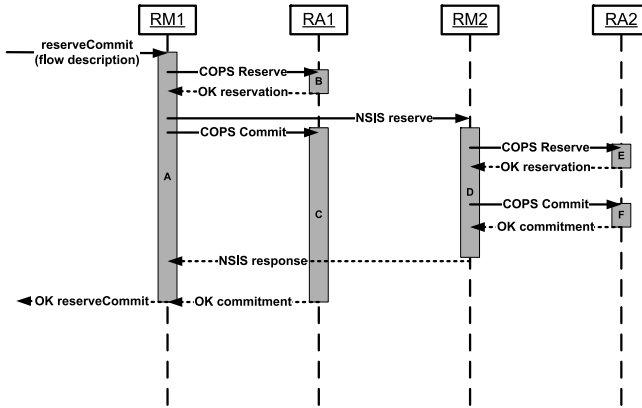 RM1
RA1
RM2
RA2
reserveCommit
(flow description)
COPS Reserve
B
OK reservation
NSIS reserve
COPS Commit
COPS Reserve
E
OK reservation
A
D
COPS Commit
C
F
OK commitment
NSIS response
OK reserveCommit
OK commitment